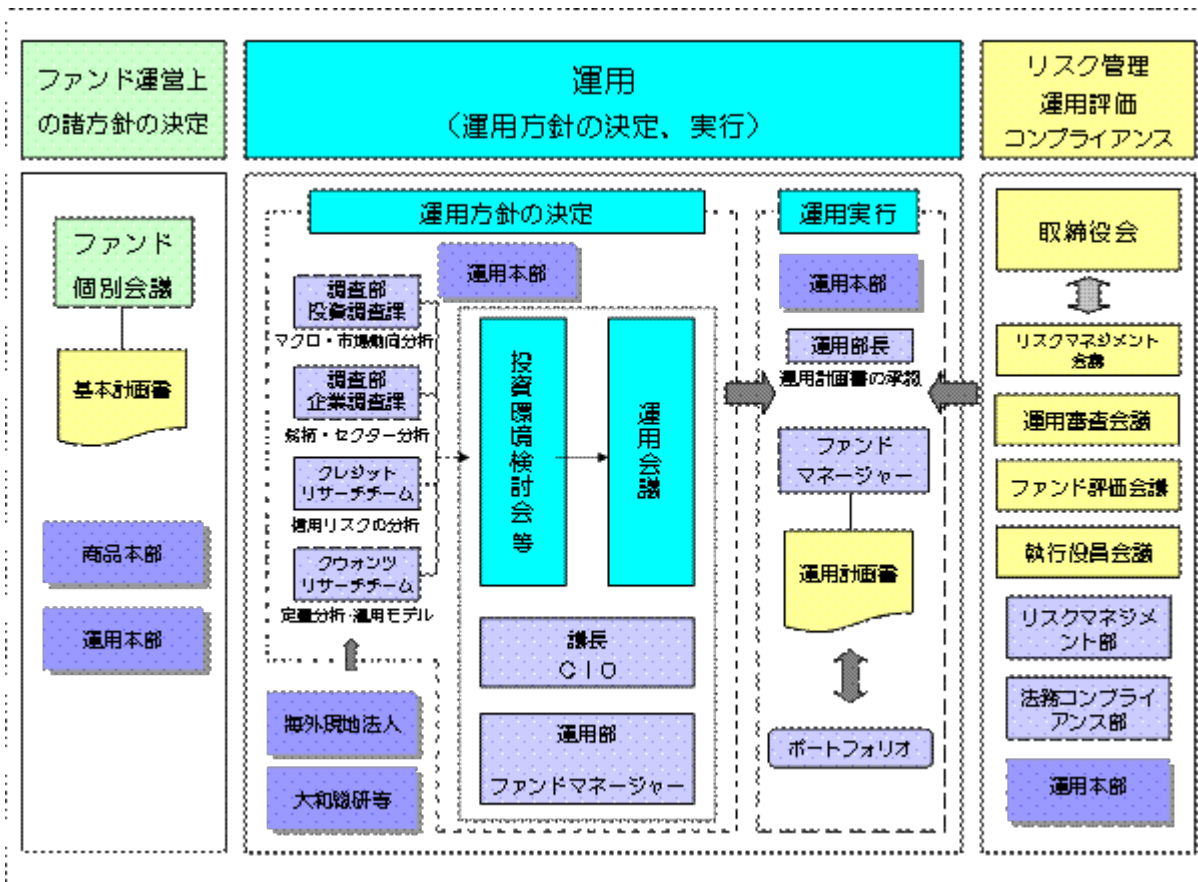 ファンド運営上
の諸方針の決定
運用
(運用方針の決定、実行)
リスク管理
運用評価
コンプライアンス
ファンド
個別会議
基本計画書
商品本部
運用本部
運用方針の決定
運用本部
調査部
投資調査課
マクロ・市場動向分析
調査部
企業調査課
銘柄・セクター分析
クレジット
リサーチチーム
信用リスクの分析
クウォンツ
リサーチチーム
定量分析・運用モデル
海外現地法人
大和総研等
投資環境検討会等
運用会議
議長
CIO
運用部
ファンドマネージャー
運用実行
運用本部
運用部長
運用計画書の承認
ファンド
マネージャー
運用計画書
ポートフォリオ
取締役会
リスクマネジメント
会議
運用審査会議
ファンド評価会議
執行役員会議
リスクマネジメ
ント部
法務コンプライ
アンス部
運用本部